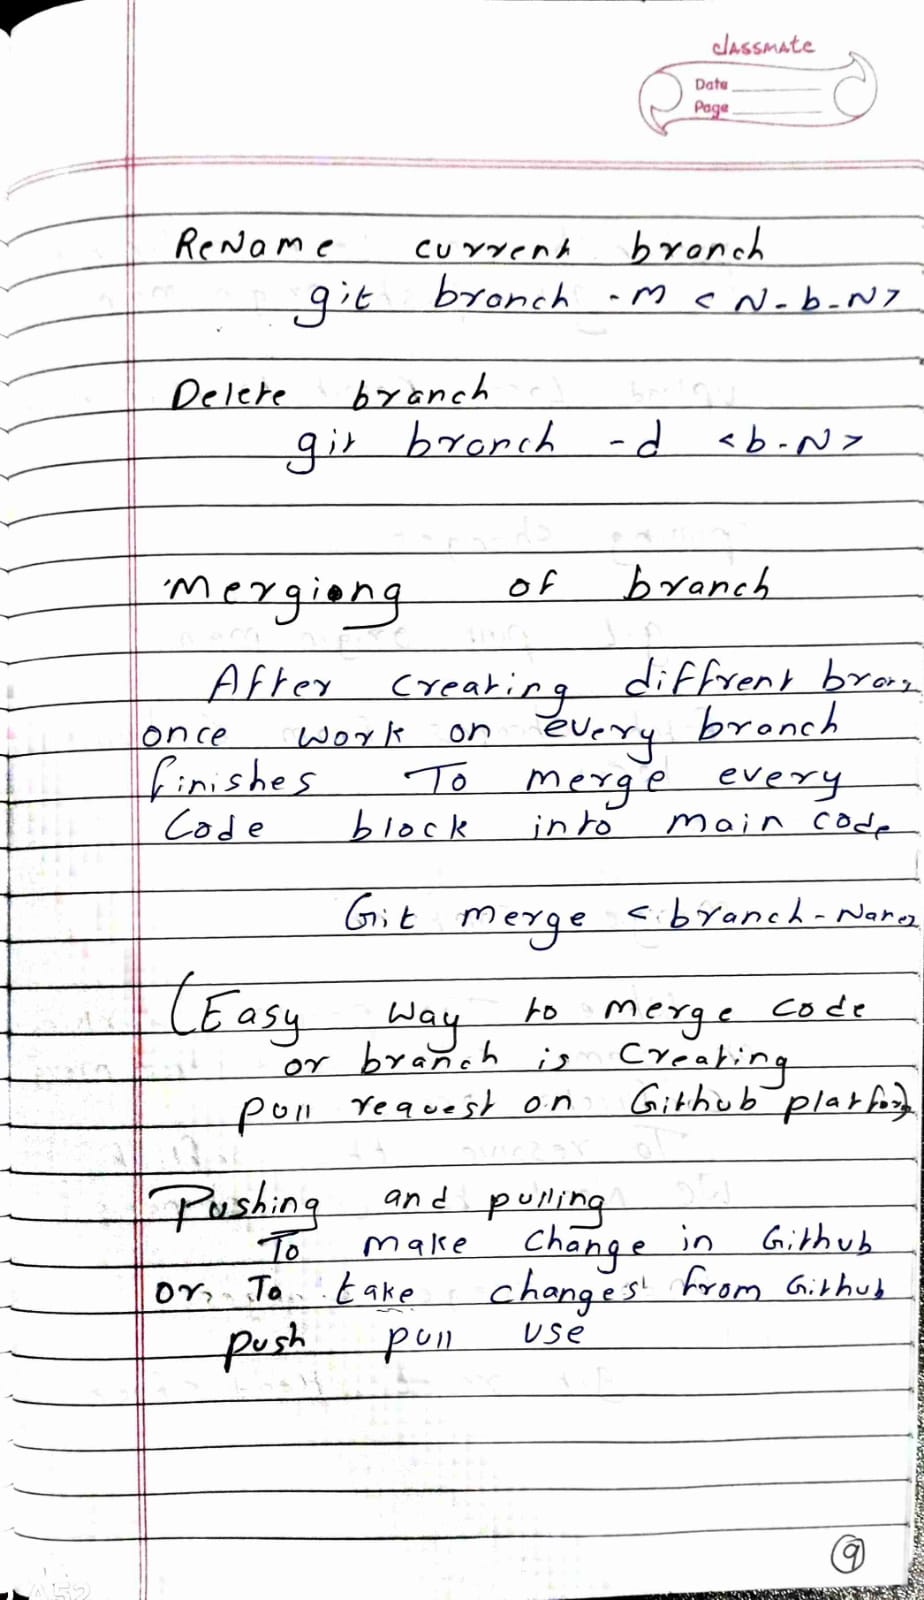 classmate
Date
Page
ReName current branch
git branch -m < N-b-N>
Delete branch
git branch -d <b-N>
Mergiong of branch
After creating diffrent
once work on every branch
finishes To merge every
Code block into main code
Git merge < branch-Name>
(Easy way to merge code
or branch is Creating
pull request on Github platform)
Pushing and pulling
To make change in Github
or To take changes from Github
push pull use
9
A52